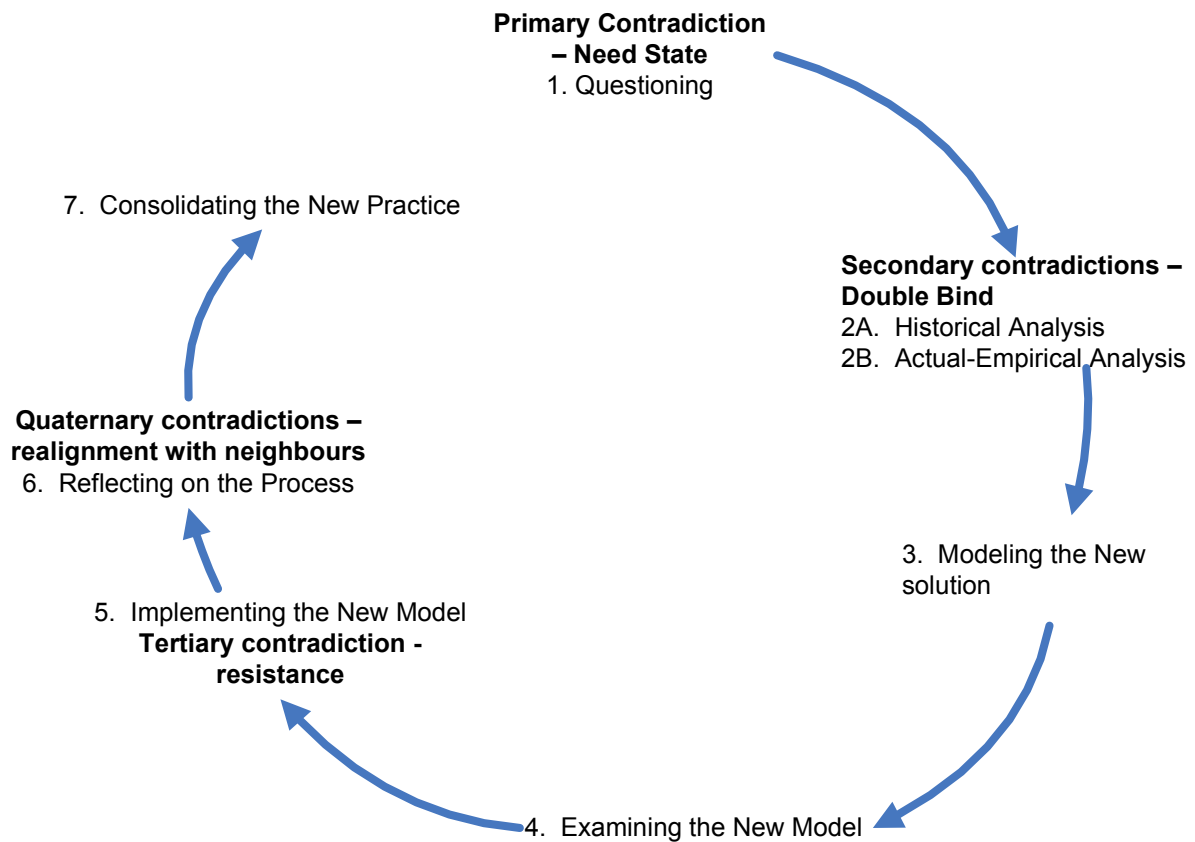 Primary Contradiction
– Need State
1. Questioning
Secondary contradictions –
Double Bind
2A.  Historical Analysis
2B.  Actual-Empirical Analysis
3.  Modeling the New
solution
4.  Examining the New Model
5.  Implementing the New Model
Tertiary contradiction -
resistance
Quaternary contradictions –
realignment with neighbours
6.  Reflecting on the Process
7.  Consolidating the New Practice